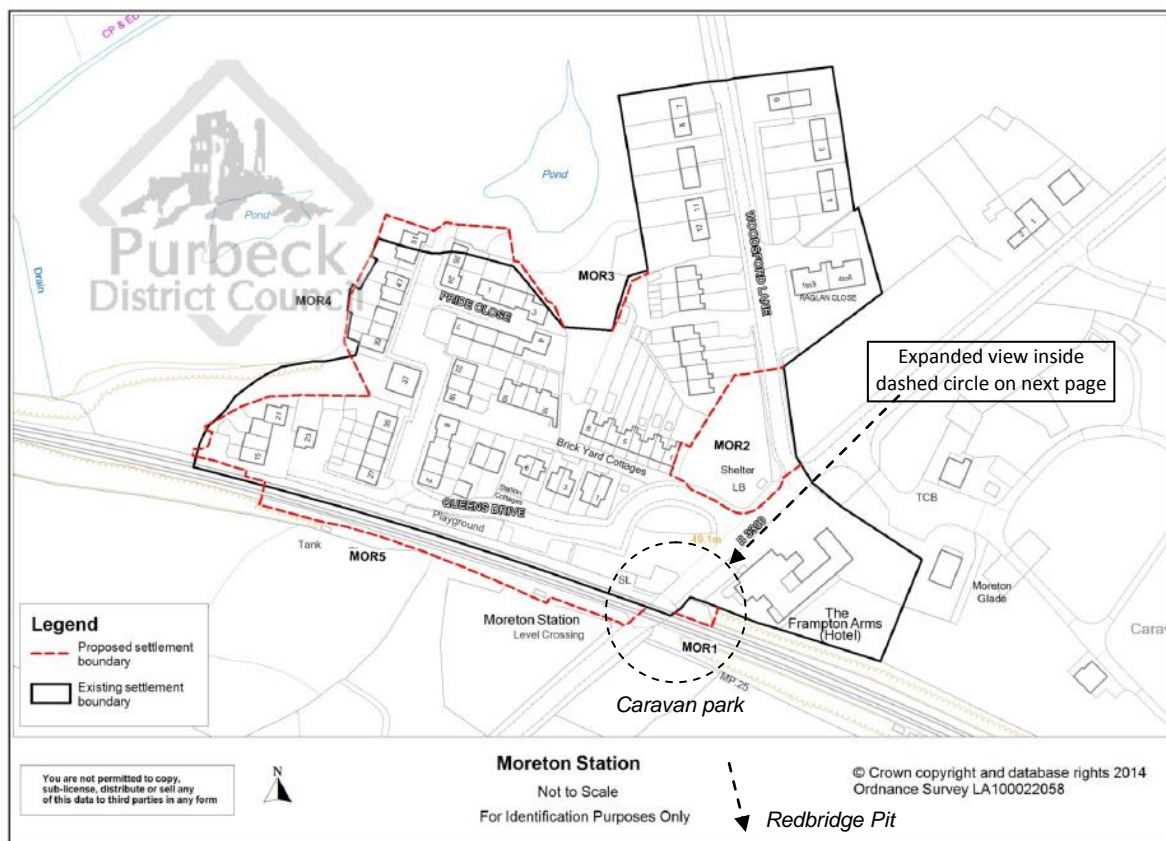 CP & ED
Pond
Pond
Purbeck
District Council
Drain
MOR4
MOR3
PRIDE CLOSE
WOODSFORD LANE
RAGLAN CLOSE
Expanded view inside
dashed circle on next page
MOR2
Shelter
LB
Brick Yard Cottages
Station
Cottages
QUEENS DRIVE
Playground
TCB
49.1m
Tank
MOR5
SL
Moreton
Glade
The
Frampton Arms
(Hotel)
Moreton Station
Level Crossing
MOR1
MP 25
Carav
Caravan park
Legend
Proposed settlement
boundary
Existing settlement
boundary
You are not permitted to copy,
sub-license, distribute or sell any
of this data to third parties in any form
N
Moreton Station
Not to Scale
For Identification Purposes Only
© Crown copyright and database rights 2014
Ordnance Survey LA100022058
Redbridge Pit